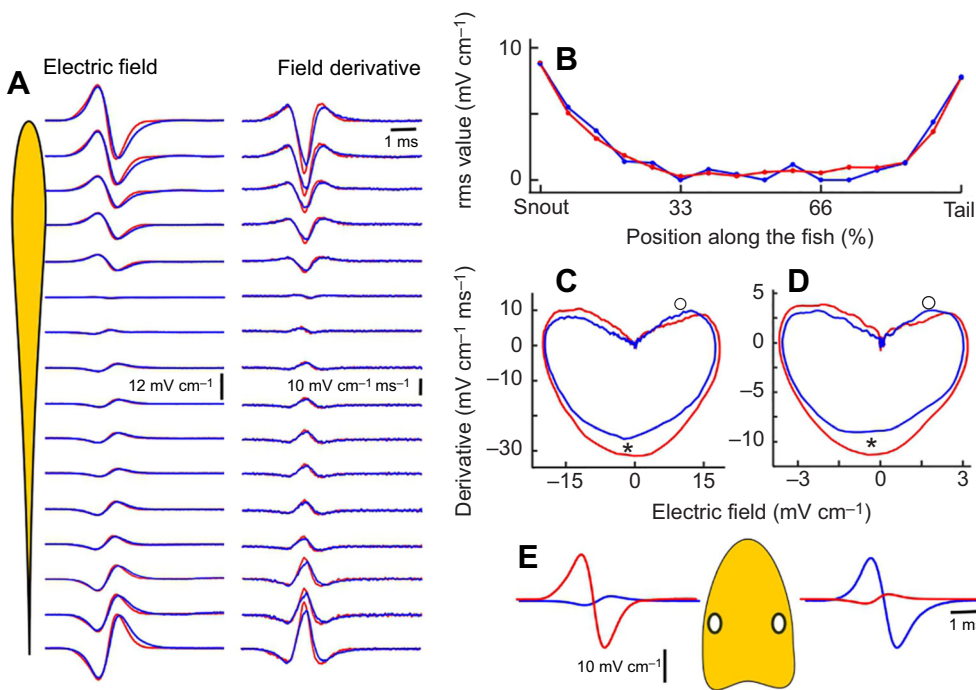 A
Electric field
Field derivative
1 ms
12 mV cm–1
10 mV cm–1 ms–1
B
rms value (mV cm–1)
10
0
Snout
33
66
Tail
Position along the fish (%)
C
D
Derivative (mV cm–1 ms–1)
10
0
–10
–30
–15
0
15
*
5
0
–5
–10
–3
0
3
*
Electric field (mV cm–1)
E
10 mV cm–1
1 ms